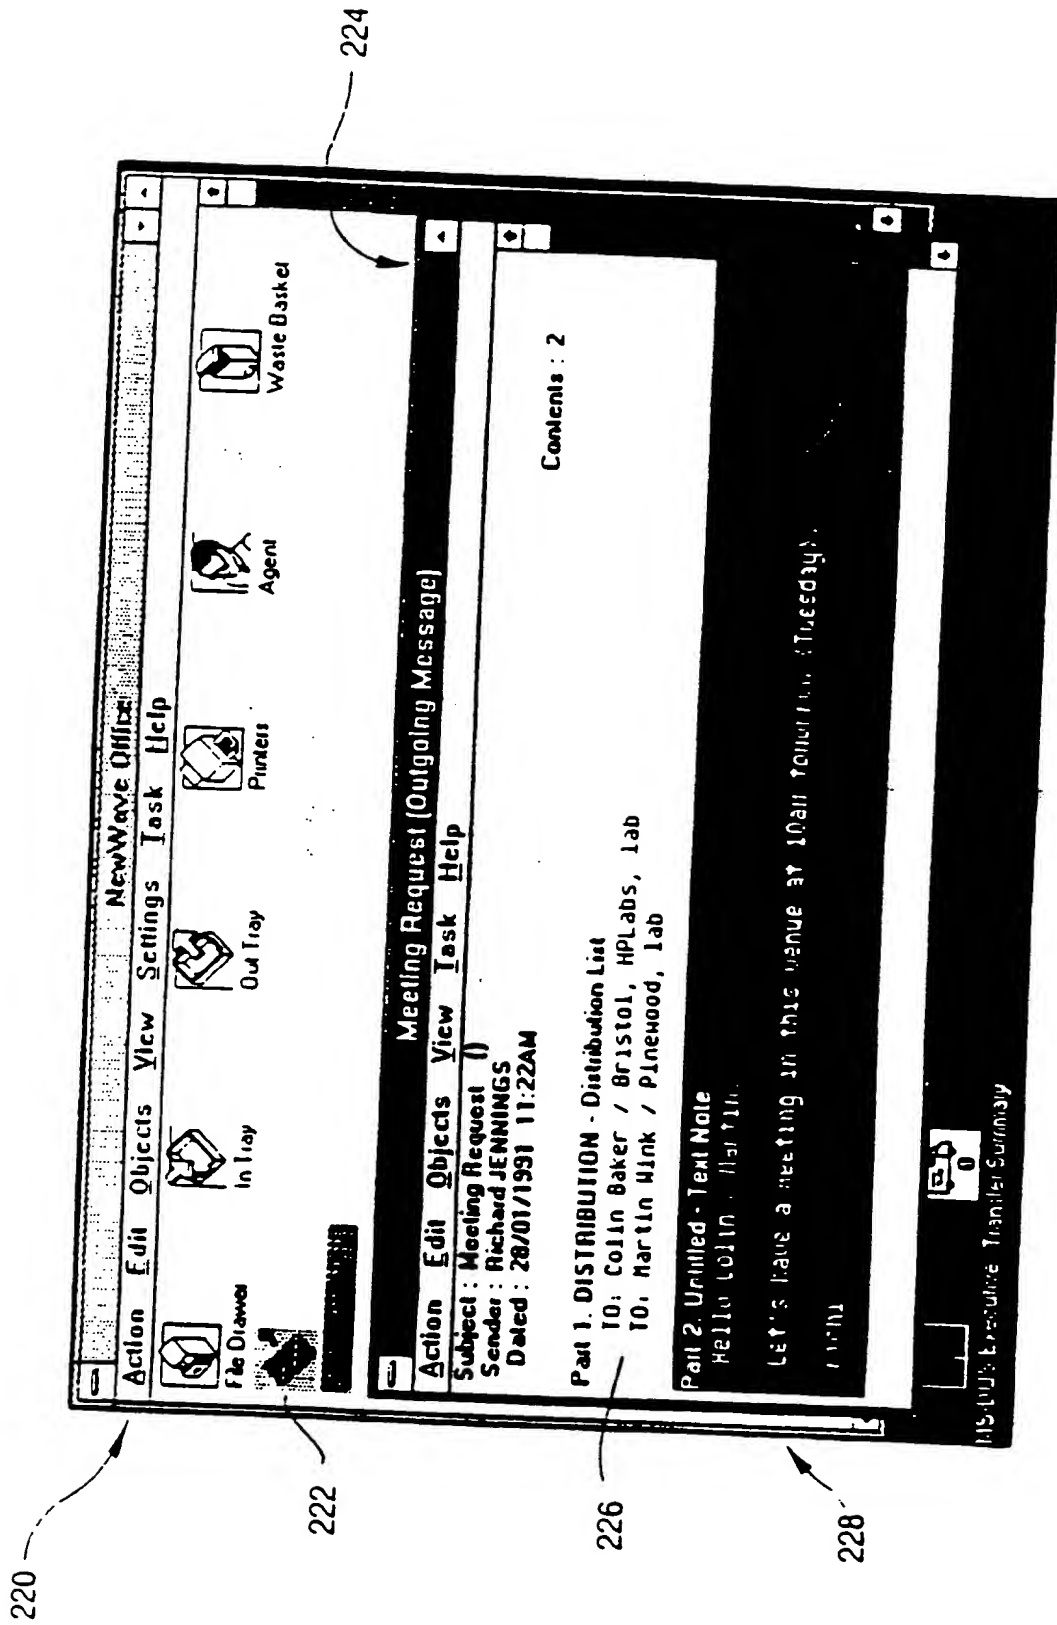 220
224
NewWave Office
Action Edit Objects View Settings Task Help
File Drawer
In Tray
Out Tray
Printers
Agent
Waste Basket
222
Meeting Request (Outgoing Message)
Action Edit Objects View Task Help
Subject : Meeting Request ()
Sender : Richard JENNINGS
Dated : 28/01/1991 11:22AM
Contents : 2
Part 1. DISTRIBUTION - Distribution List
TO: Colin Baker / Bristol, HPLabs, lab
TO: Martin Wink / Pinewood, lab
226
Part 2. Untitled - Text Note
Hello Colin, Martin.
Let's have a meeting in this venue at 10am tomorrow (Tuesday).
228
0
MS-DOS Executive Transfer Summary